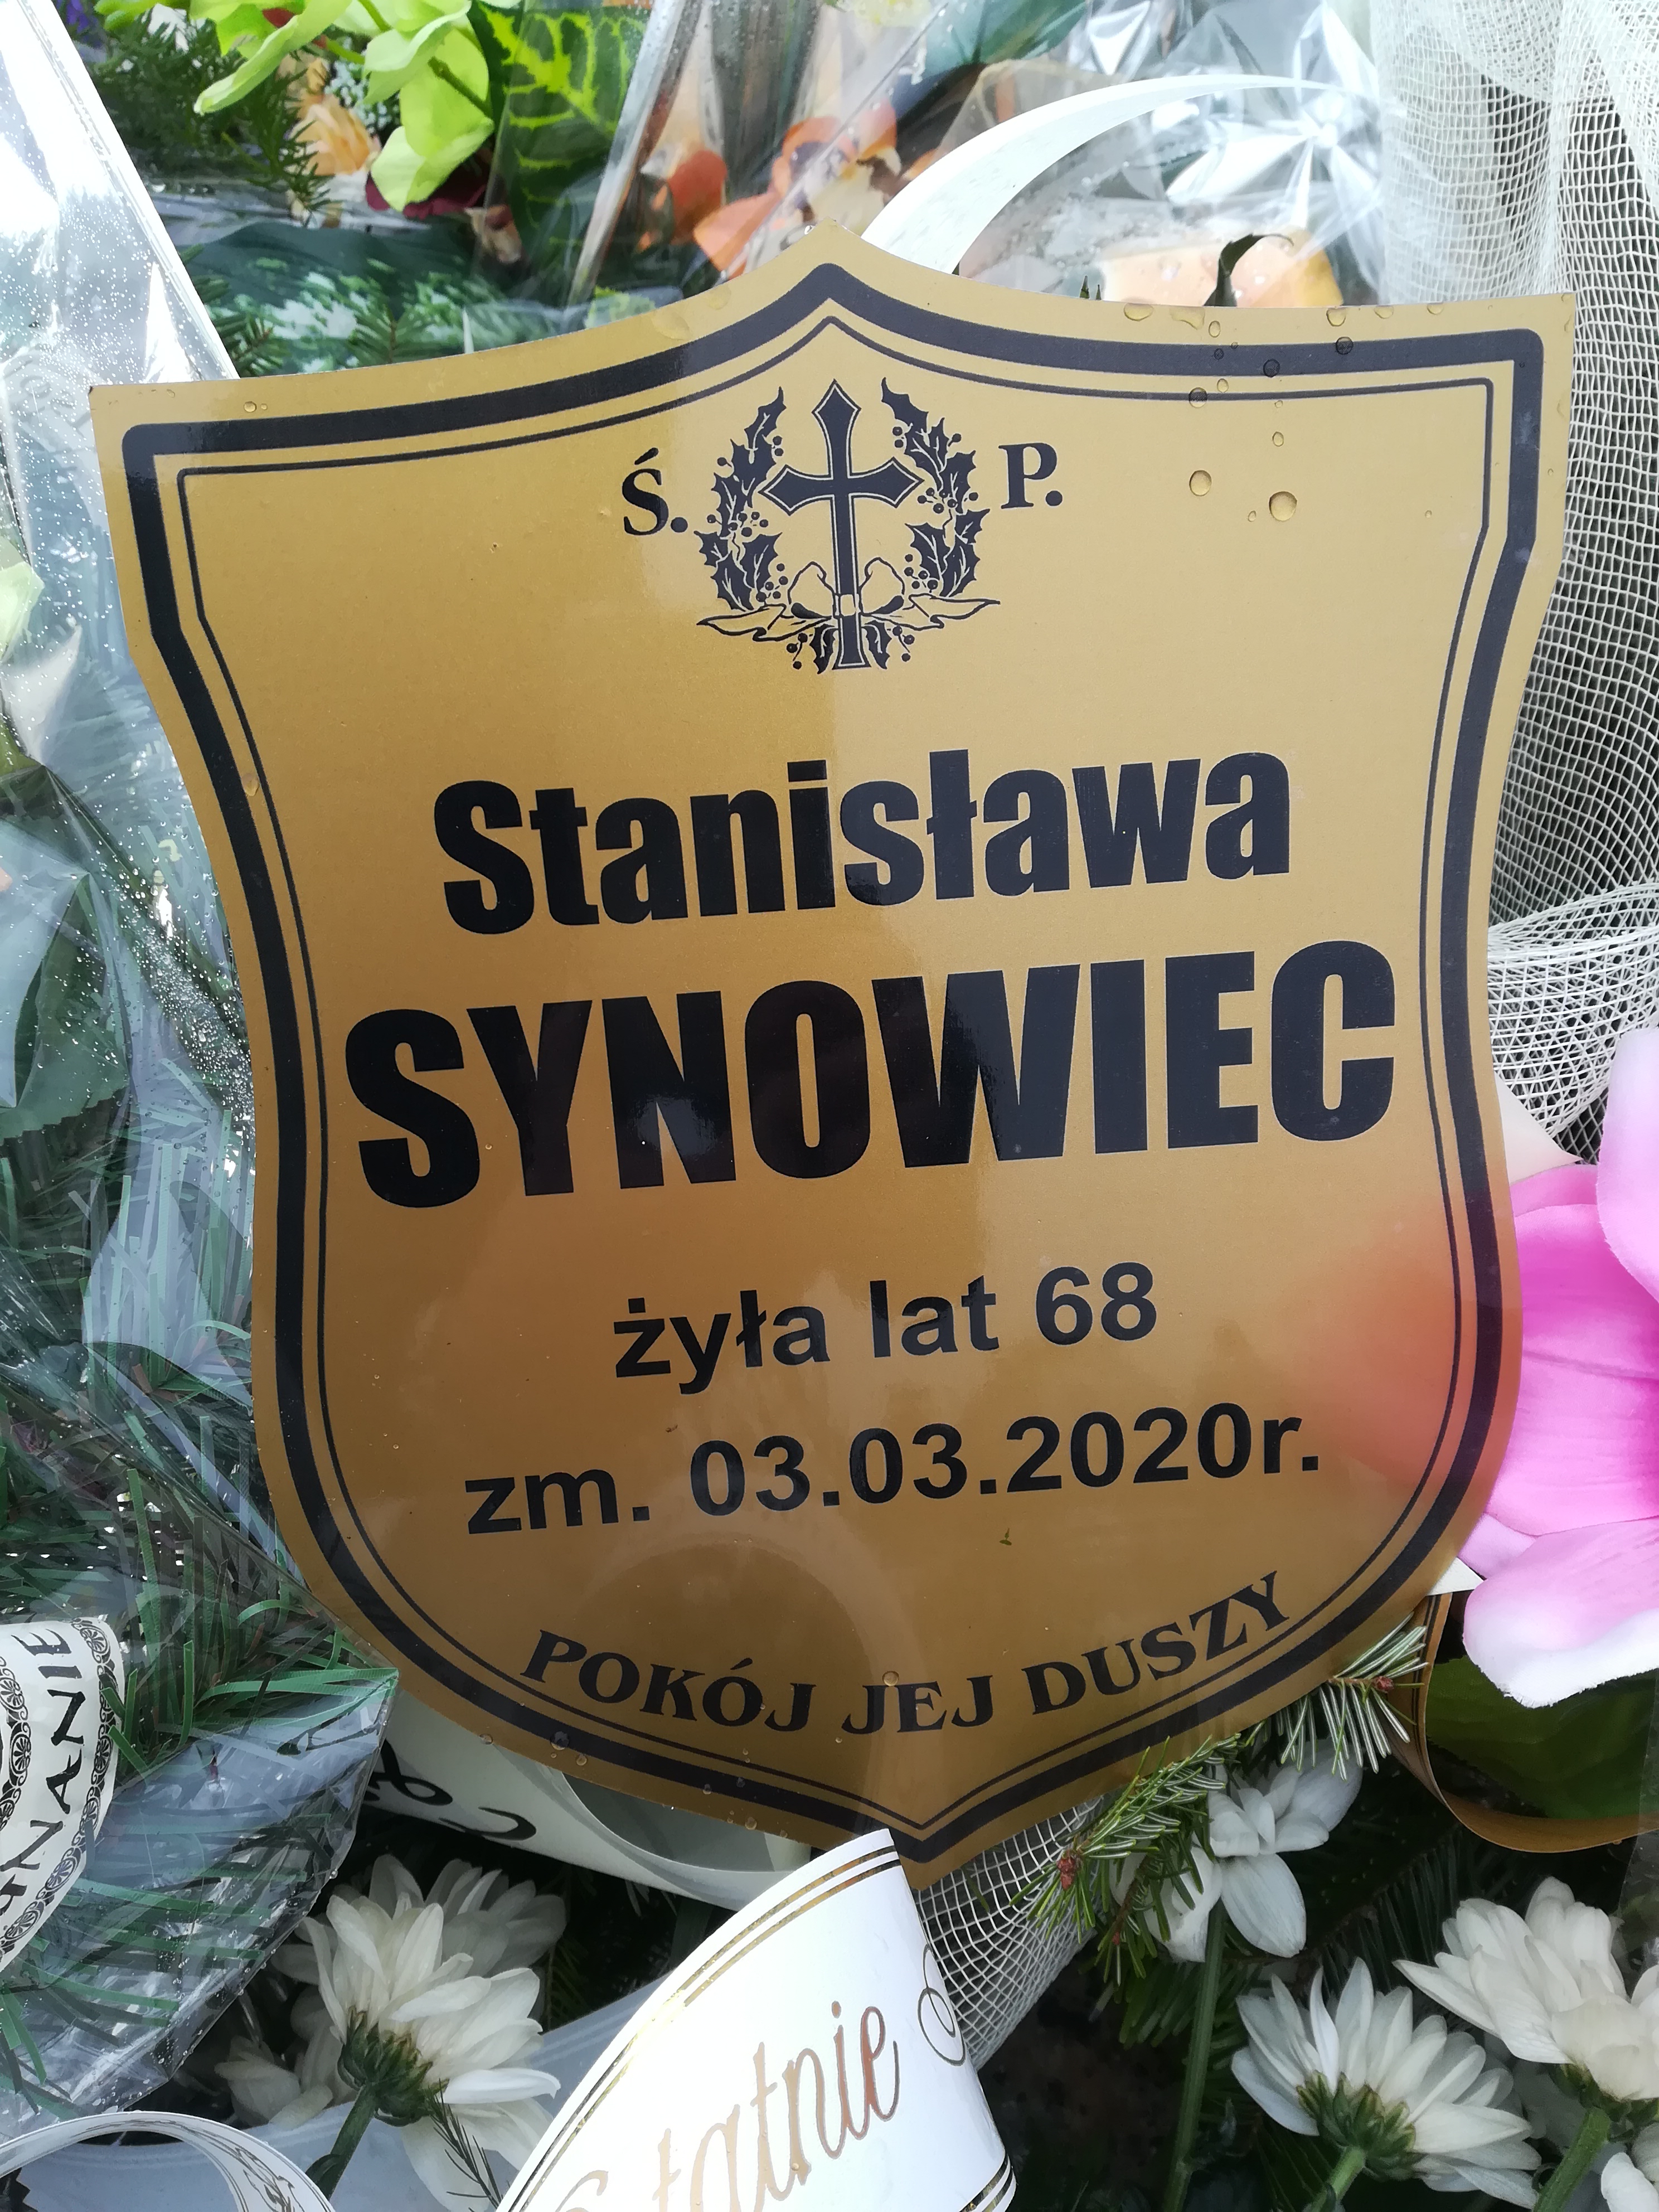 Ś. P.
Stanisława
SYNOWIEC
żyła lat 68
zm. 03.03.2020r.
POKÓJ JEJ DUSZY